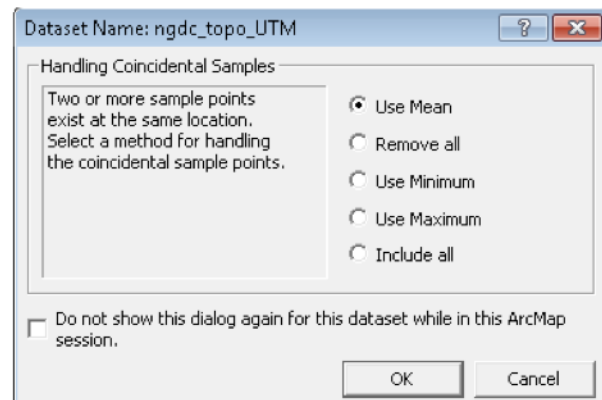 Dataset Name: ngdc_topo_UTM
Handling Coincidental Samples
Two or more sample points
exist at the same location.
Select a method for handling
the coincidental sample points.
Use Mean
Remove all
Use Minimum
Use Maximum
Include all
Do not show this dialog again for this dataset while in this ArcMap
session.
OK
Cancel